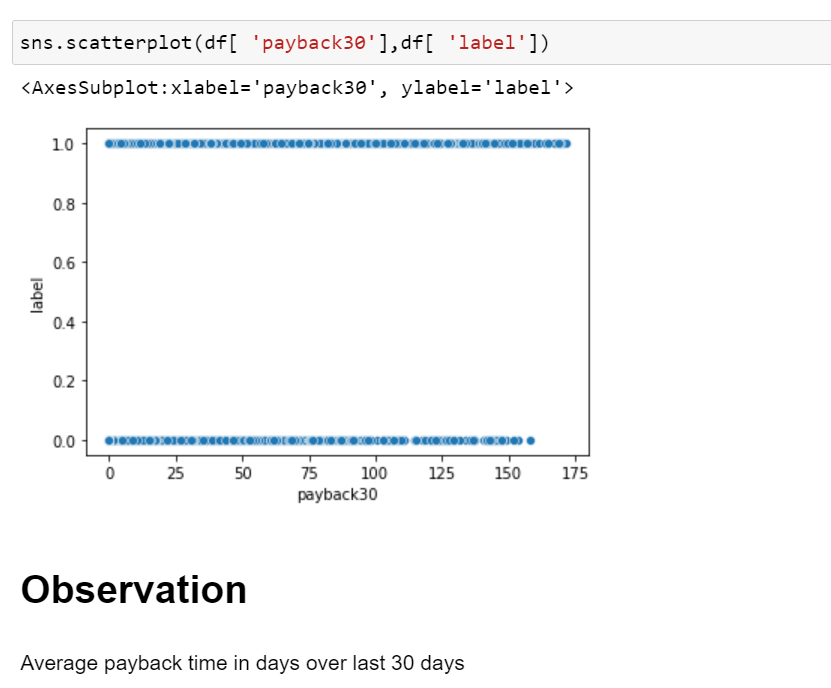 sns.scatterplot(df[ 'payback30'],df[ 'label'])
<AxesSubplot:xlabel='payback30', ylabel='label'>
1.0
0.8
0.6
label
0.4
0.2
0.0
0 25 50 75 100 125 150 175
payback30
Observation
Average payback time in days over last 30 days